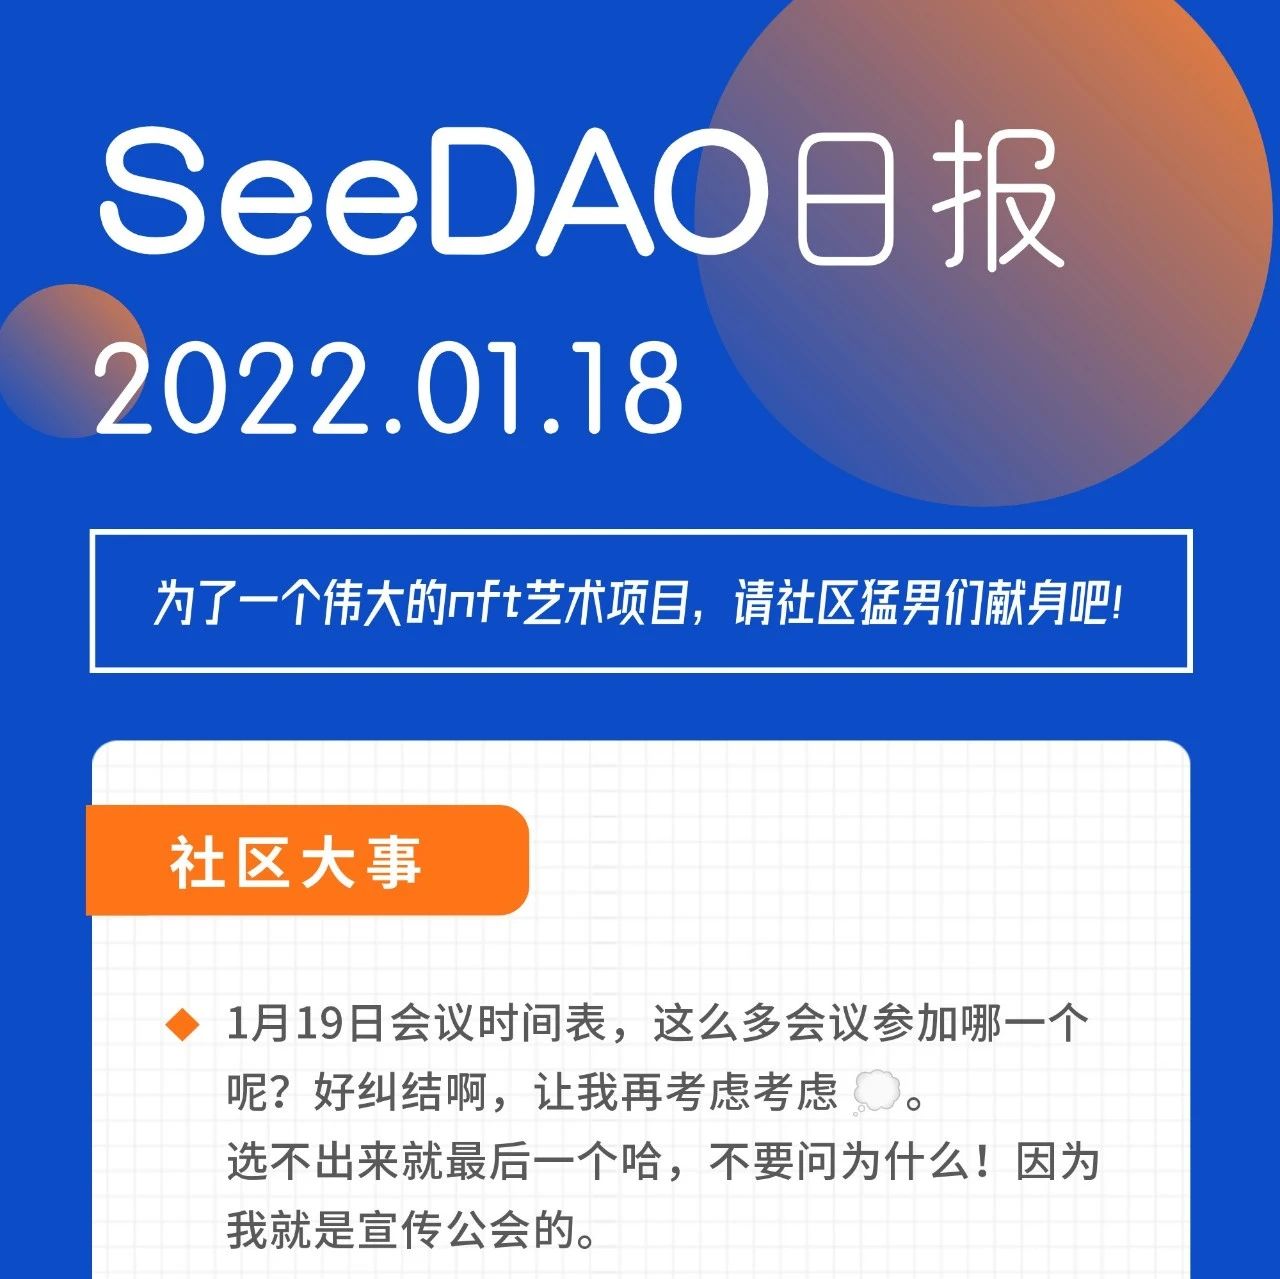 SeeDAO日报
2022.01.18
为了一个伟大的nft艺术项目，请社区猛男们献身吧！
社区大事
1月19日会议时间表，这么多会议参加哪一个
呢？好纠结啊，让我再考虑考虑 💭。
选不出来就最后一个哈，不要问为什么！因为
我就是宣传公会的。